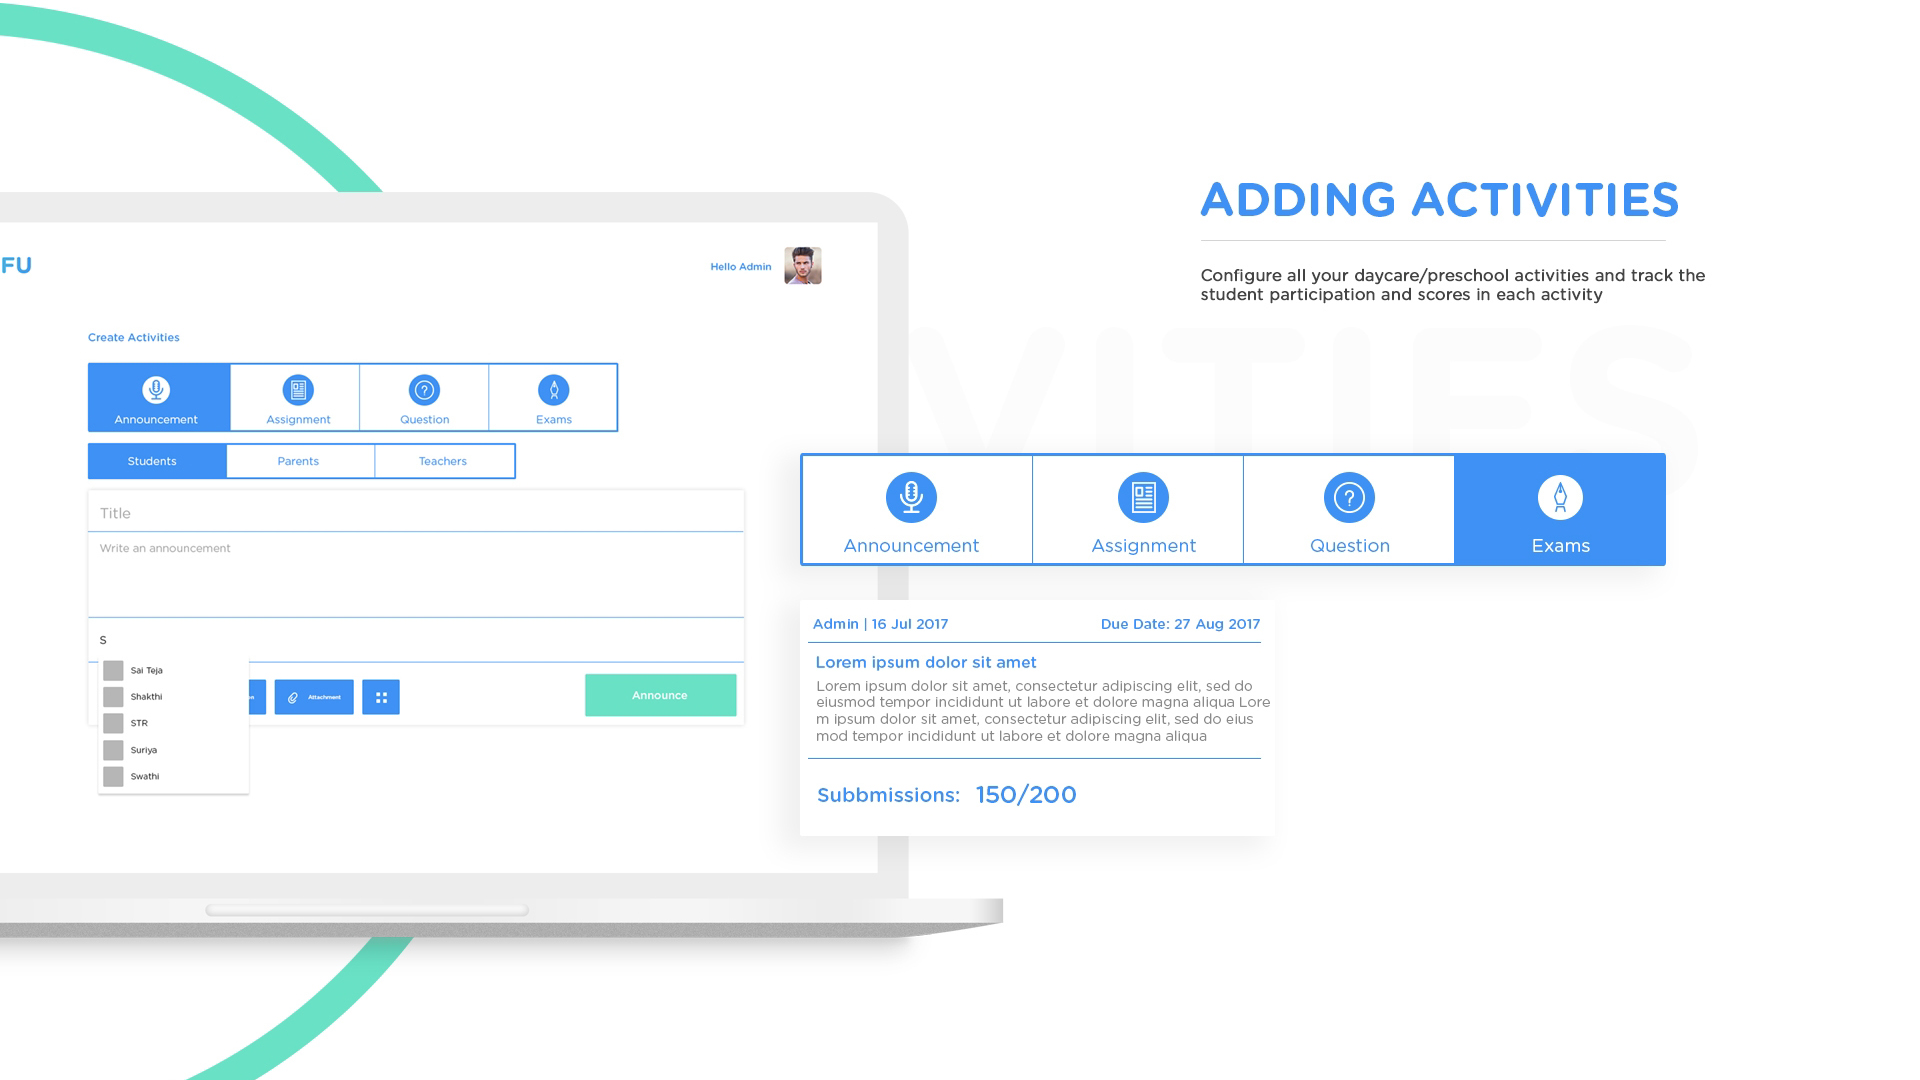 ADDING ACTIVITIES
Configure all your daycare/preschool activities and track the
student participation and scores in each activity
VITIES
FU
Hello Admin
Create Activities
Announcement
Assignment
Question
Exams
Students
Parents
Teachers
Title
Write an announcement
S
Sai Teja
Shakthi
STR
Suriya
Swathi
Attachment
Announce
Announcement
Assignment
Question
Exams
Admin | 16 Jul 2017
Due Date: 27 Aug 2017
Lorem ipsum dolor sit amet
Lorem ipsum dolor sit amet, consectetur adipiscing elit, sed do
eiusmod tempor incididunt ut labore et dolore magna aliqua Lore
m ipsum dolor sit amet, consectetur adipiscing elit, sed do eius
mod tempor incididunt ut labore et dolore magna aliqua
Subbmissions: 150/200